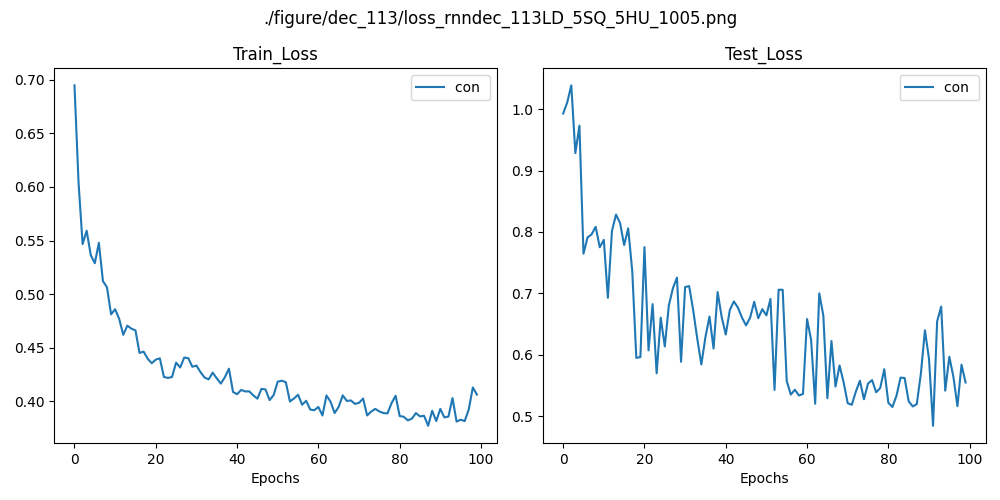 ./figure/dec_113/loss_rnndec_113LD_5SQ_5HU_1005.png
Train_Loss
con
0.70
0.65
0.60
0.55
0.50
0.45
0.40
0 20 40 60 80 100
Epochs
Test_Loss
con
1.0
0.9
0.8
0.7
0.6
0.5
0 20 40 60 80 100
Epochs